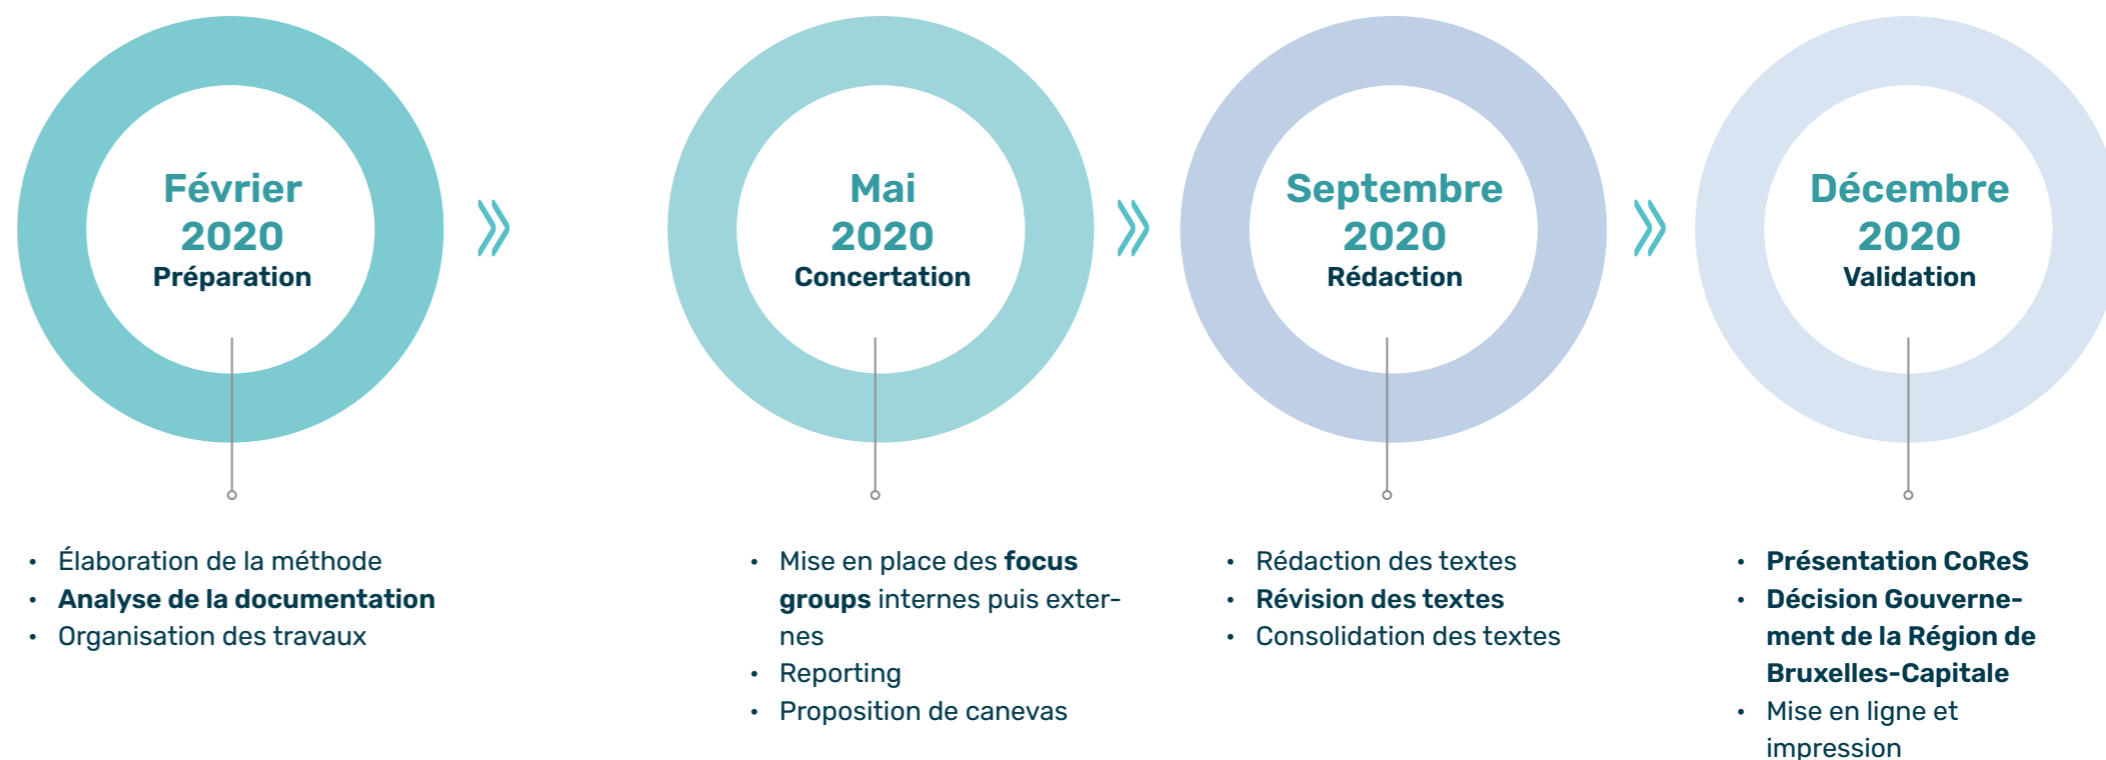 Février
2020
Préparation
• Élaboration de la méthode
• Analyse de la documentation
• Organisation des travaux
Mai
2020
Concertation
• Mise en place des focus
groups internes puis exter-
nes
• Reporting
• Proposition de canevas
Septembre
2020
Rédaction
• Rédaction des textes
• Révision des textes
• Consolidation des textes
Décembre
2020
Validation
• Présentation CoReS
• Décision Gouverne-
ment de la Région de
Bruxelles-Capitale
• Mise en ligne et
impression